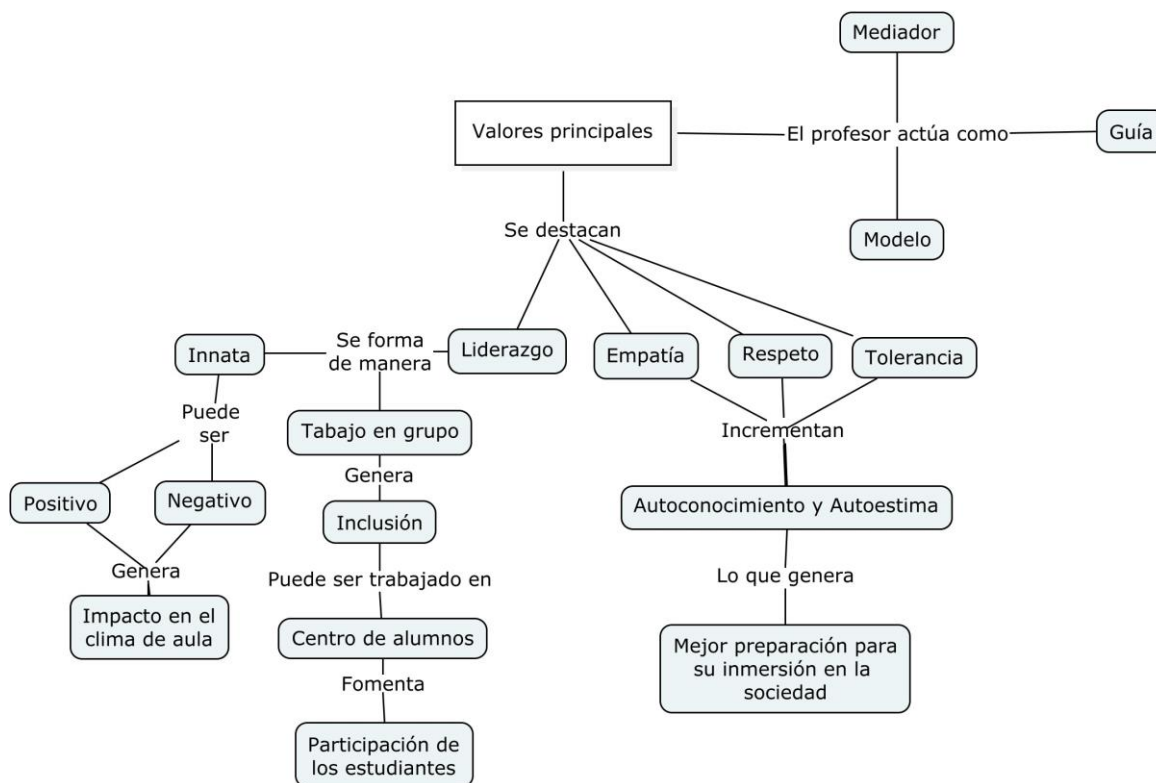 Mediador
Valores principales
El profesor actúa como
Guía
Se destacan
Modelo
Innata
Se forma
de manera
Liderazgo
Empatía
Respeto
Tolerancia
Puede
ser
Tabajo en grupo
Incrementan
Genera
Positivo
Negativo
Autoconocimiento y Autoestima
Inclusión
Genera
Puede ser trabajado en
Lo que genera
Impacto en el
clima de aula
Centro de alumnos
Mejor preparación para
su inmersión en la
sociedad
Fomenta
Participación de
los estudiantes